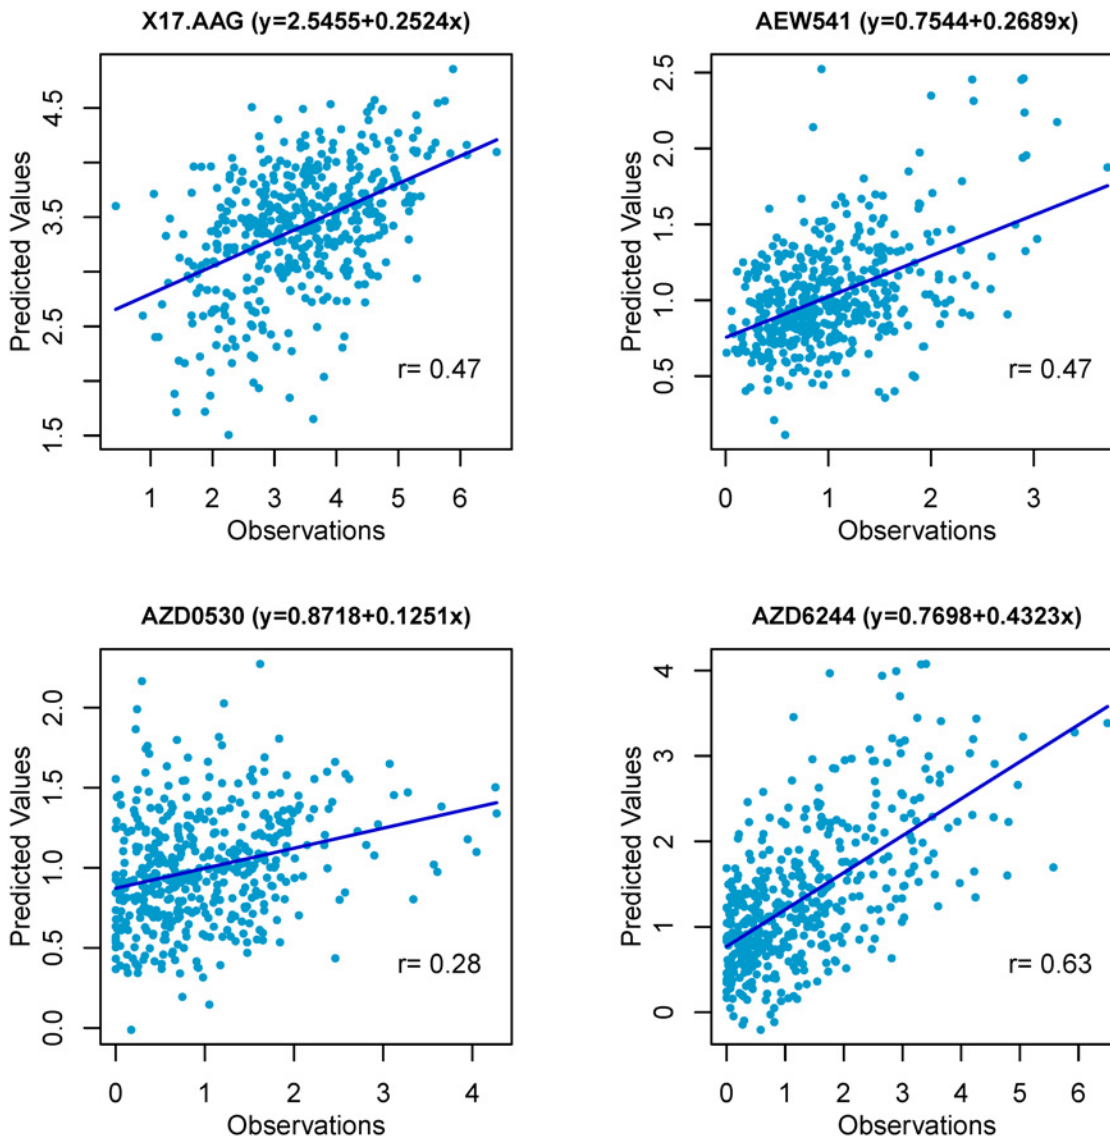 X17.AAG (y=2.5455+0.2524x)
Predicted Values
4.5
3.5
2.5
1.5
r= 0.47
1 2 3 4 5 6
Observations
AEW541 (y=0.7544+0.2689x)
Predicted Values
2.5
2.0
1.5
1.0
0.5
r= 0.47
0 1 2 3
Observations
AZD0530 (y=0.8718+0.1251x)
Predicted Values
2.0
1.5
1.0
0.5
0.0
r= 0.28
0 1 2 3 4
Observations
AZD6244 (y=0.7698+0.4323x)
Predicted Values
4
3
2
1
0
r= 0.63
0 1 2 3 4 5 6
Observations